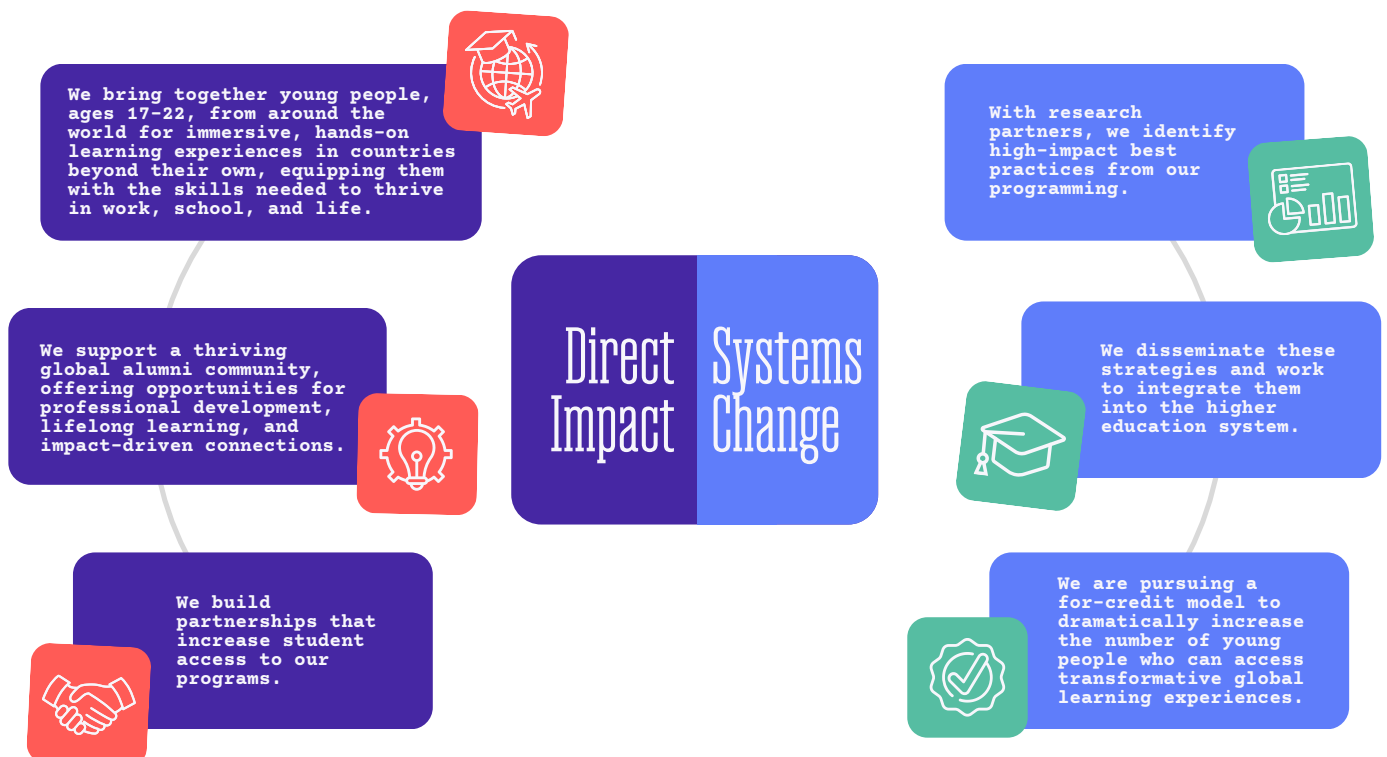 We bring together young people,
ages 17-22, from around the
world for immersive, hands-on
learning experiences in countries
beyond their own, equipping them
with the skills needed to thrive
in work, school, and life.
We support a thriving
global alumni community,
offering opportunities for
professional development,
lifelong learning, and
impact-driven connections.
We build
partnerships that
increase student
access to our
programs.
Direct
Impact
Systems
Change
With research
partners, we identify
high-impact best
practices from our
programming.
We disseminate these
strategies and work
to integrate them
into the higher
education system.
We are pursuing a
for-credit model to
dramatically increase
the number of young
people who can access
transformative global
learning experiences.